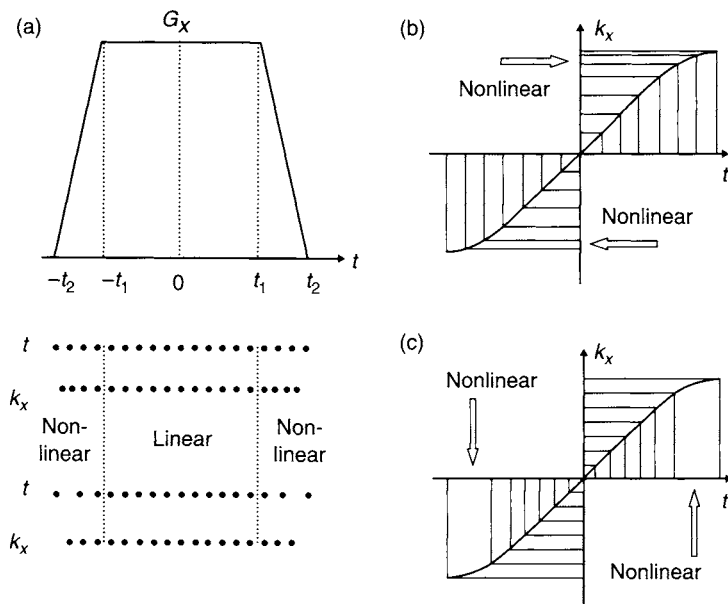 (a)
G_x
-t_2 -t_1 0 t_1 t_2 t
t
k_x
Non-
linear
Linear
Non-
linear
t
k_x
(b)
k_x
Nonlinear
t
Nonlinear
(c)
k_x
Nonlinear
t
Nonlinear